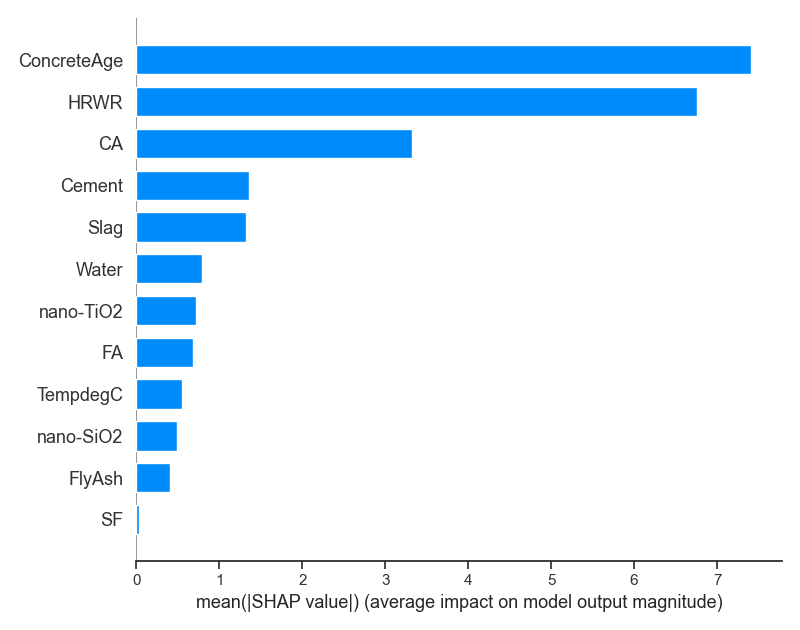 ConcreteAge
HRWR
CA
Cement
Slag
Water
nano-TiO2
FA
TempdegC
nano-SiO2
FlyAsh
SF
0 1 2 3 4 5 6 7
mean(|SHAP value|) (average impact on model output magnitude)